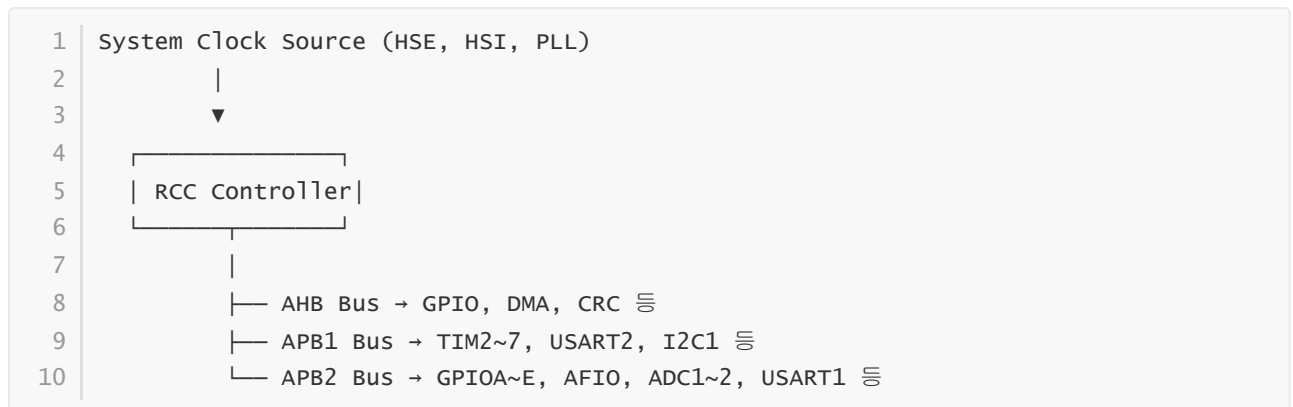 1 System Clock Source (HSE, HSI, PLL)
2 │
3 ▼
4 ┌──────────────┐
5 │ RCC Controller│
6 └──────┬───────┘
7 │
8 ├── AHB Bus → GPIO, DMA, CRC 등
9 ├── APB1 Bus → TIM2~7, USART2, I2C1 등
10 └── APB2 Bus → GPIOA~E, AFIO, ADC1~2, USART1 등